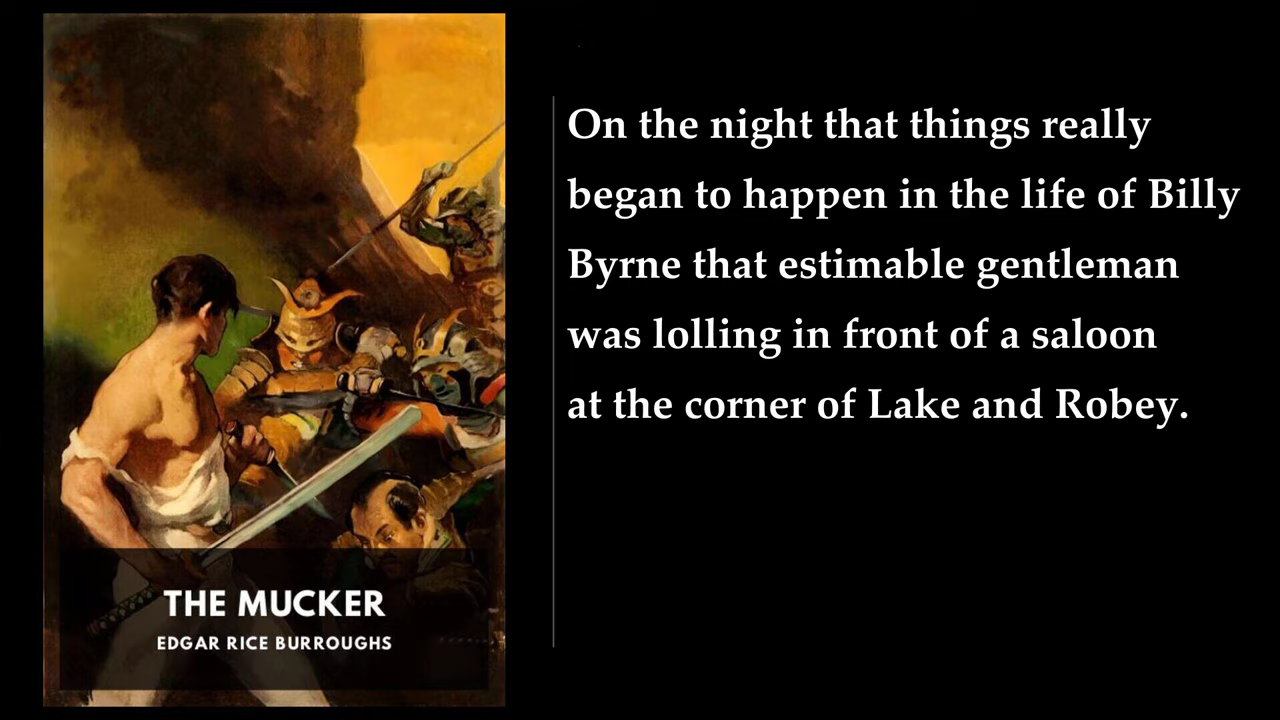 THE MUCKER
EDGAR RICE BURROUGHS
On the night that things really
began to happen in the life of Billy
Byrne that estimable gentleman
was lolling in front of a saloon
at the corner of Lake and Robey.